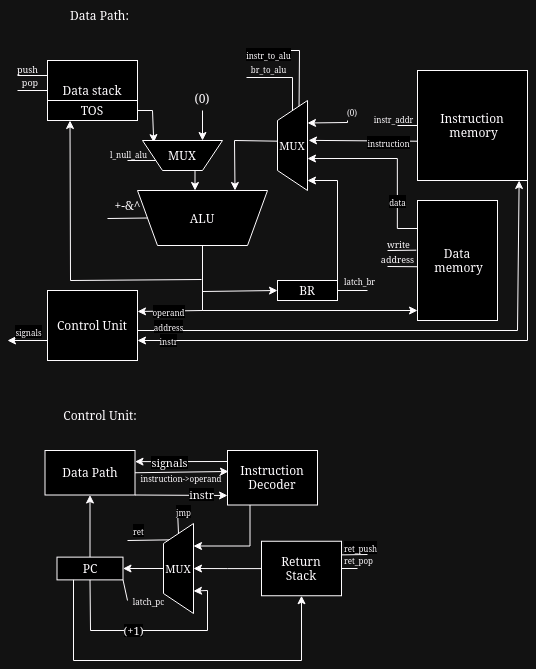 Data Path:
push
pop
Data stack
TOS
(0)
l_null_alu
MUX
+-&^
ALU
instr_to_alu
br_to_alu
MUX
(0)
instr_addr
instruction
Instruction
memory
data
write
address
Data
memory
BR
latch_br
Control Unit
signals
operand
address
instr
Control Unit:
Data Path
signals
instruction->operand
instr
Instruction
Decoder
jmp
ret
MUX
PC
latch_pc
(+1)
Return
Stack
ret_push
ret_pop